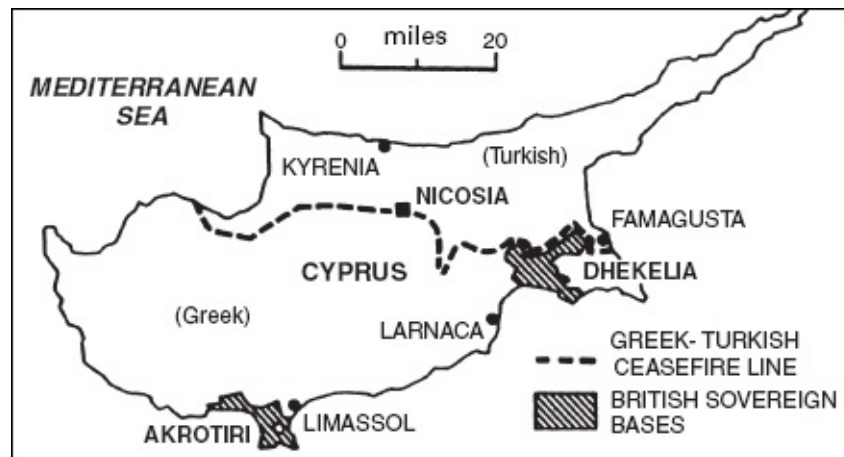 0 miles 20
MEDITERRANEAN
SEA
KYRENIA
(Turkish)
NICOSIA
FAMAGUSTA
CYPRUS
DHEKELIA
(Greek)
LARNACA
GREEK- TURKISH
CEASEFIRE LINE
LIMASSOL
BRITISH SOVEREIGN
BASES
AKROTIRI